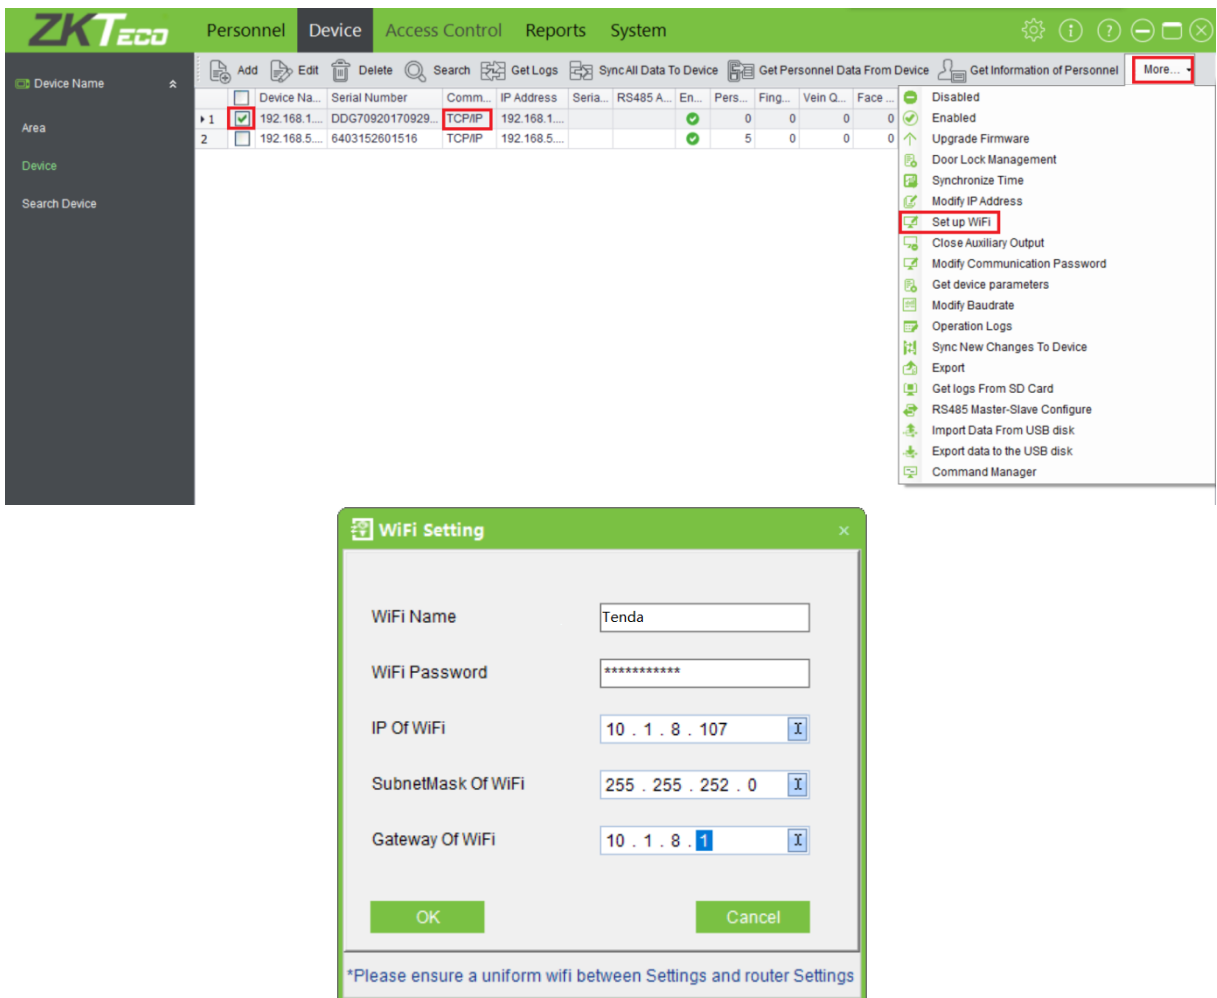 ZKTECO Personnel Device Access Control Reports System
Device Name
Area
Device
Search Device
Add Edit Delete Search Get Logs Sync All Data To Device Get Personnel Data From Device Get Information of Personnel More...
Device Na... Serial Number Comm... IP Address Seria... RS485 A... En... Pers... Fing... Vein Q... Face ...
1 192.168.1.... DDG70920170929... TCP/IP 192.168.1.... 0 0 0 0
2 192.168.5.... 6403152601516 TCP/IP 192.168.5.... 5 0 0 0
Disabled
Enabled
Upgrade Firmware
Door Lock Management
Synchronize Time
Modify IP Address
Set up WiFi
Close Auxiliary Output
Modify Communication Password
Get device parameters
Modify Baudrate
Operation Logs
Sync New Changes To Device
Export
Get logs From SD Card
RS485 Master-Slave Configure
Import Data From USB disk
Export data to the USB disk
Command Manager
WiFi Setting
WiFi Name Tenda
WiFi Password ***********
IP Of WiFi 10 . 1 . 8 . 107
SubnetMask Of WiFi 255 . 255 . 252 . 0
Gateway Of WiFi 10 . 1 . 8 . 1
OK Cancel
*Please ensure a uniform wifi between Settings and router Settings